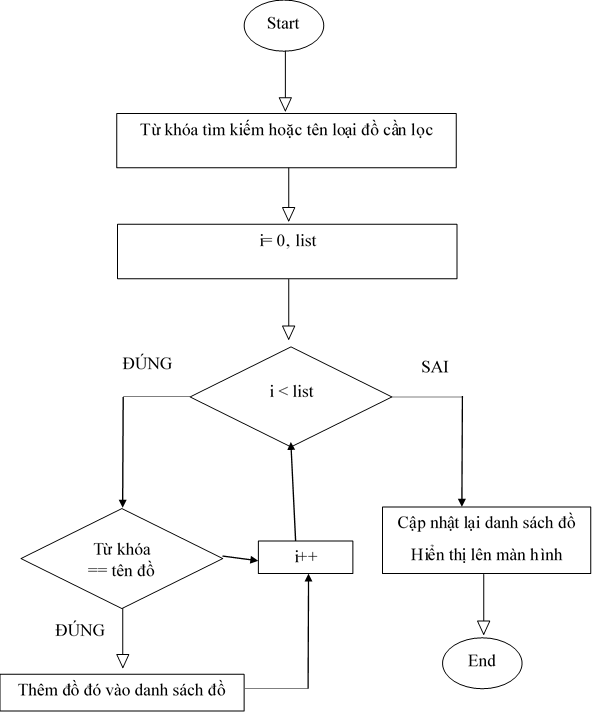 Start
Từ khóa tìm kiếm hoặc tên loại đồ cần lọc
i= 0, list
ĐÚNG
SAI
i < list
Cập nhật lại danh sách đồ
Hiển thị lên màn hình
Từ khóa
== tên đồ
i++
ĐÚNG
End
Thêm đồ đó vào danh sách đồ